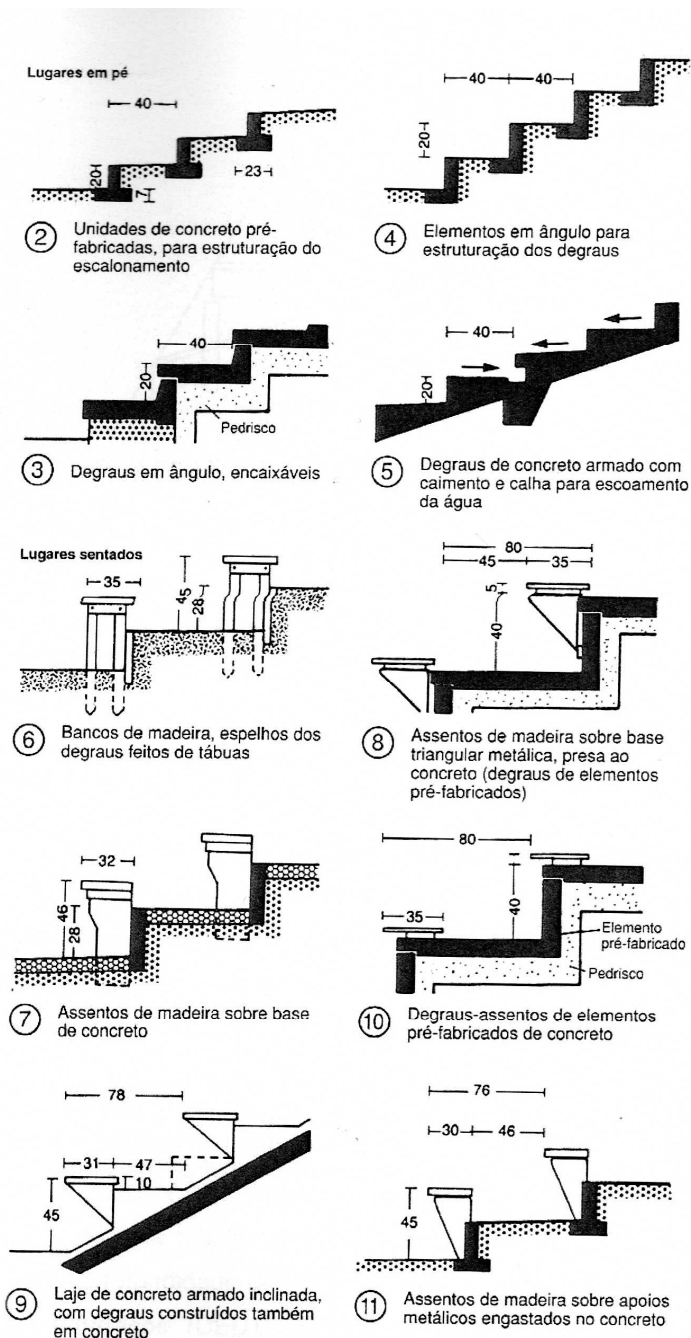 Lugares em pé
40
20
7
23
2
Unidades de concreto pré-
fabricadas, para estruturação do
escalonamento
40
40
20
4
Elementos em ângulo para
estruturação dos degraus
40
20
Pedrisco
3
Degraus em ângulo, encaixáveis
40
20
5
Degraus de concreto armado com
caimento e calha para escoamento
da água
Lugares sentados
35
45
28
6
Bancos de madeira, espelhos dos
degraus feitos de tábuas
80
45
35
5
40
8
Assentos de madeira sobre base
triangular metálica, presa ao
concreto (degraus de elementos
pré-fabricados)
32
46
28
7
Assentos de madeira sobre base
de concreto
80
40
35
Elemento
pré-fabricado
Pedrisco
10
Degraus-assentos de elementos
pré-fabricados de concreto
78
31
47
10
45
9
Laje de concreto armado inclinada,
com degraus construídos também
em concreto
76
30
46
45
11
Assentos de madeira sobre apoios
metálicos engastados no concreto